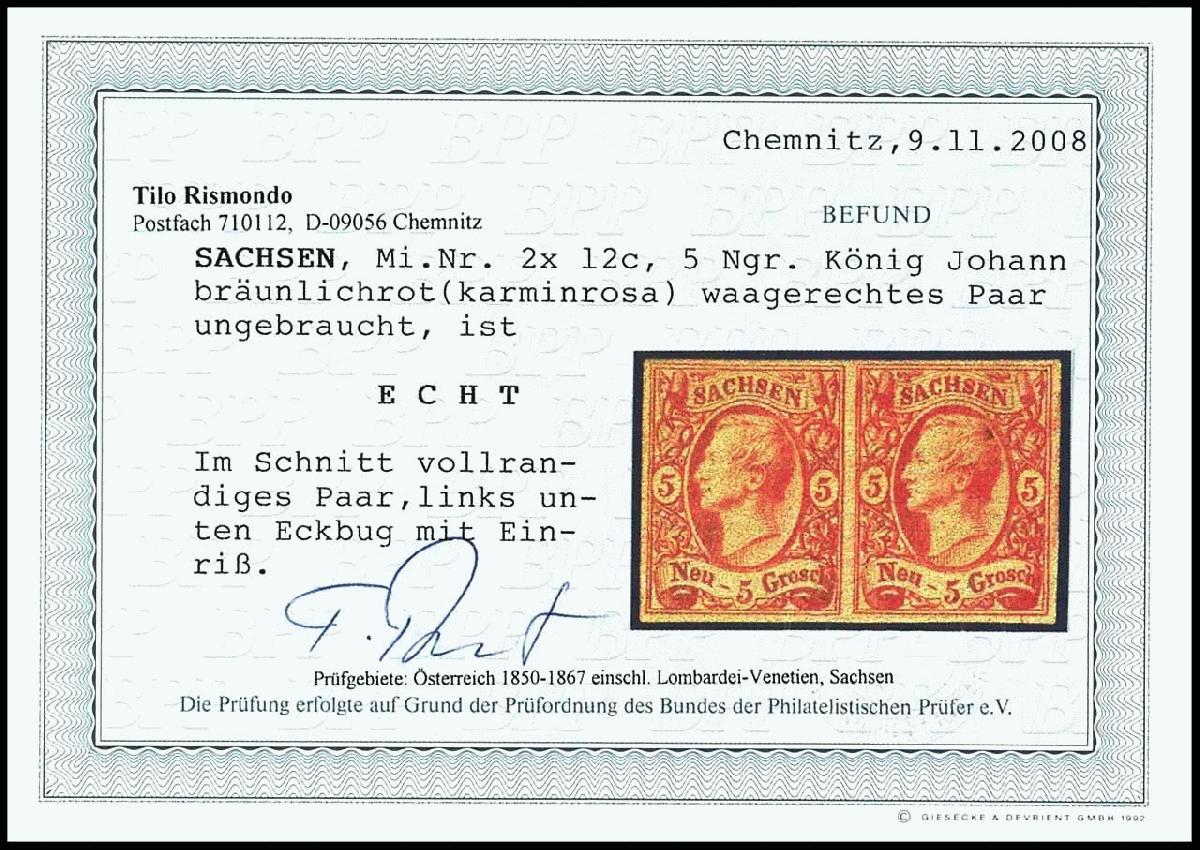 Chemnitz, 9.11.2008
Tilo Rismondo
Postfach 710112, D-09056 Chemnitz
BEFUND
SACHSEN, Mi.Nr. 2x 12c, 5 Ngr. König Johann
bräunlichrot(karminrosa) waagerechtes Paar
ungebraucht, ist
E C H T
Im Schnitt vollran-
diges Paar, links un-
ten Eckbug mit Ein-
riß.
SACHSEN SACHSEN
5 5 5 5
Neu - 5 Grosch Neu - 5 Grosch
Prüfgebiete: Österreich 1850-1867 einschl. Lombardei-Venetien, Sachsen
Die Prüfung erfolgte auf Grund der Prüfordnung des Bundes der Philatelistischen Prüfer e.V.
© GIESECKE & DEVRIENT GMBH 1992